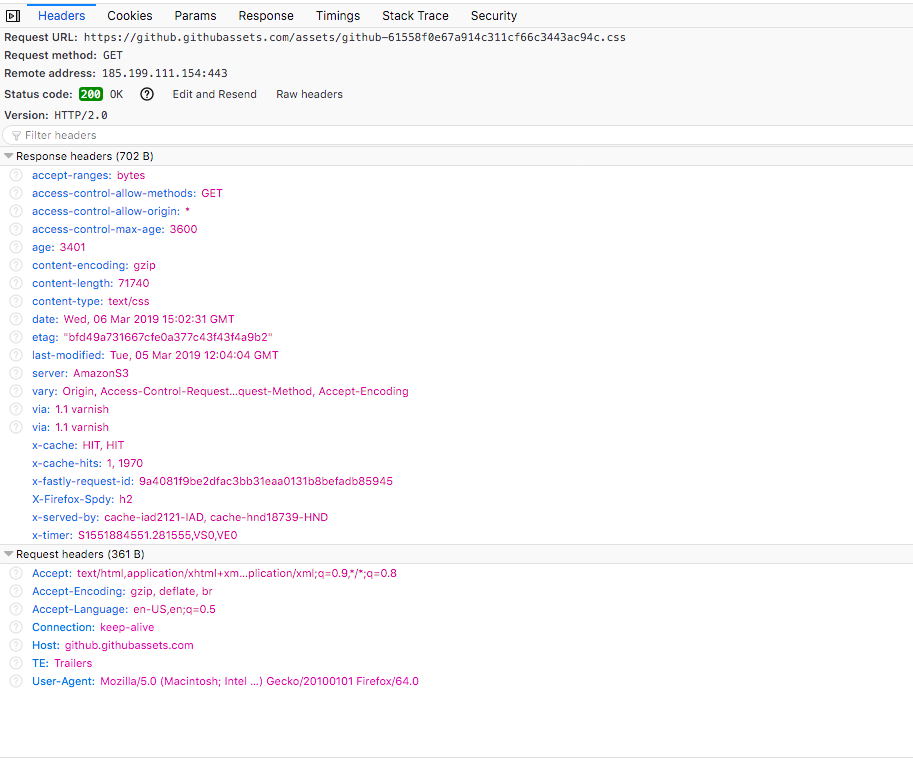 Headers Cookies Params Response Timings Stack Trace Security
Request URL: https://github.githubassets.com/assets/github-61558f0e67a914c311cf66c3443ac94c.css
Request method: GET
Remote address: 185.199.111.154:443
Status code: 200 OK ? Edit and Resend Raw headers
Version: HTTP/2.0
Filter headers
Response headers (702 B)
? accept-ranges: bytes
? access-control-allow-methods: GET
? access-control-allow-origin: *
? access-control-max-age: 3600
? age: 3401
? content-encoding: gzip
? content-length: 71740
? content-type: text/css
? date: Wed, 06 Mar 2019 15:02:31 GMT
? etag: "bfd49a731667cfe0a377c43f43f4a9b2"
? last-modified: Tue, 05 Mar 2019 12:04:04 GMT
? server: AmazonS3
? vary: Origin, Access-Control-Request...quest-Method, Accept-Encoding
? via: 1.1 varnish
? via: 1.1 varnish
x-cache: HIT, HIT
x-cache-hits: 1, 1970
x-fastly-request-id: 9a4081f9be2dfac3bb31eaa0131b8befadb85945
X-Firefox-Spdy: h2
x-served-by: cache-iad2121-IAD, cache-hnd18739-HND
x-timer: S1551884551.281555,VS0,VE0
Request headers (361 B)
? Accept: text/html,application/xhtml+xm...plication/xml;q=0.9,*/*;q=0.8
? Accept-Encoding: gzip, deflate, br
? Accept-Language: en-US,en;q=0.5
? Connection: keep-alive
? Host: github.githubassets.com
? TE: Trailers
? User-Agent: Mozilla/5.0 (Macintosh; Intel ...) Gecko/20100101 Firefox/64.0